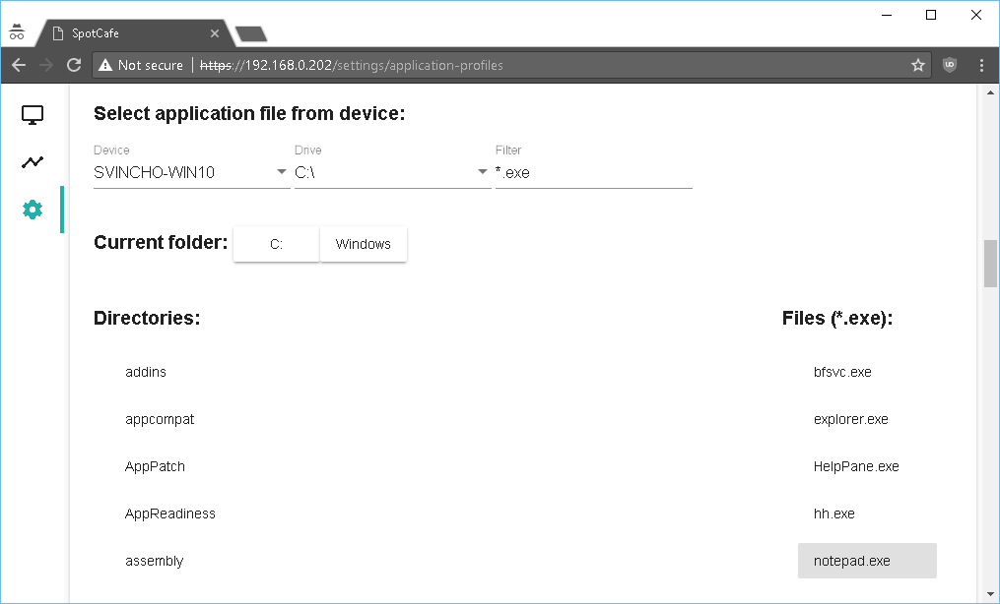 SpotCafe
Not secure | https://192.168.0.202/settings/application-profiles
Select application file from device:
Device Drive Filter
SVINCHO-WIN10 C:\ *.exe
Current folder: C: Windows
Directories: Files (*.exe):
addins bfsvc.exe
appcompat explorer.exe
AppPatch HelpPane.exe
AppReadiness hh.exe
assembly notepad.exe